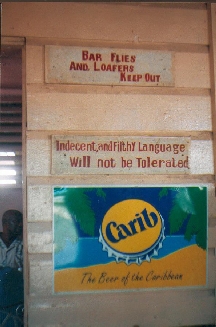 BAR FLIES
AND LOAFERS
KEEP OUT
Indecent, and Filthy Language
Will not be Tolerated
Carib
The Beer of the Caribbean